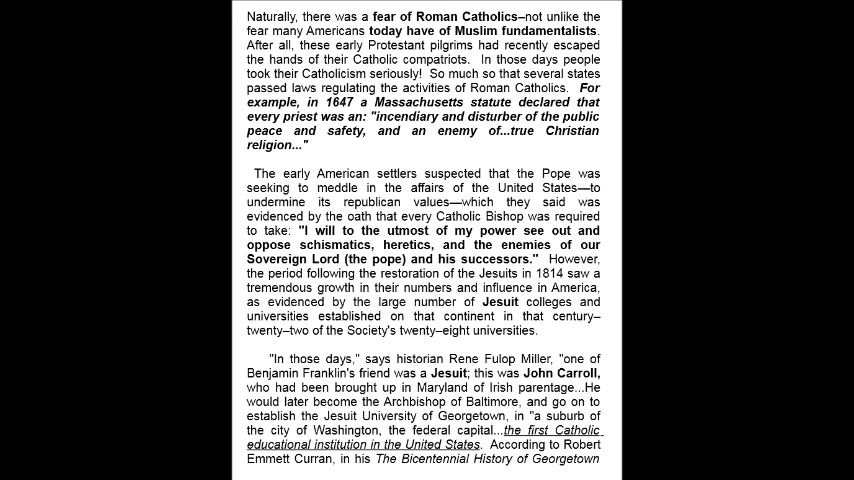 Naturally, there was a fear of Roman Catholics–not unlike the
fear many Americans today have of Muslim fundamentalists.
After all, these early Protestant pilgrims had recently escaped
the hands of their Catholic compatriots. In those days people
took their Catholicism seriously! So much so that several states
passed laws regulating the activities of Roman Catholics. For
example, in 1647 a Massachusetts statute declared that
every priest was an: "incendiary and disturber of the public
peace and safety, and an enemy of...true Christian
religion..."
The early American settlers suspected that the Pope was
seeking to meddle in the affairs of the United States—to
undermine its republican values—which they said was
evidenced by the oath that every Catholic Bishop was required
to take: "I will to the utmost of my power see out and
oppose schismatics, heretics, and the enemies of our
Sovereign Lord (the pope) and his successors." However,
the period following the restoration of the Jesuits in 1814 saw a
tremendous growth in their numbers and influence in America,
as evidenced by the large number of Jesuit colleges and
universities established on that continent in that century–
twenty–two of the Society's twenty–eight universities.
"In those days," says historian Rene Fulop Miller, "one of
Benjamin Franklin's friend was a Jesuit; this was John Carroll,
who had been brought up in Maryland of Irish parentage...He
would later become the Archbishop of Baltimore, and go on to
establish the Jesuit University of Georgetown, in "a suburb of
the city of Washington, the federal capital...the first Catholic
educational institution in the United States. According to Robert
Emmett Curran, in his The Bicentennial History of Georgetown